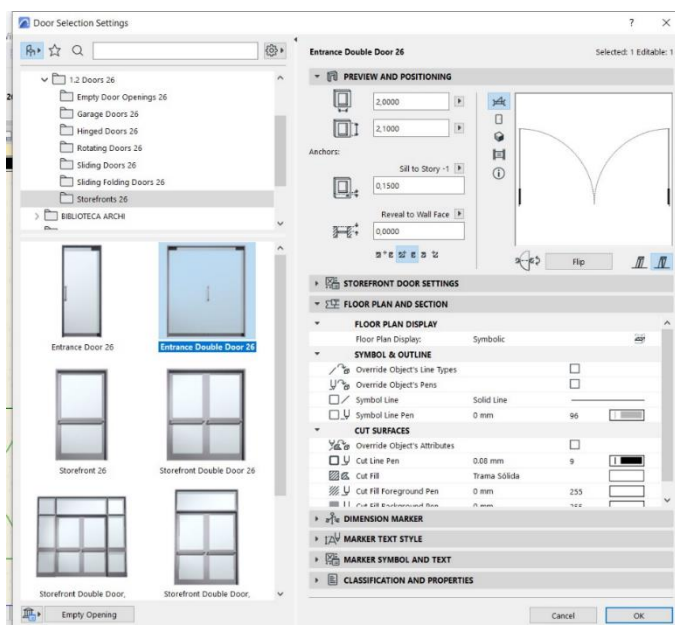 Door Selection Settings
?
1.2 Doors 26
Empty Door Openings 26
Garage Doors 26
Hinged Doors 26
Rotating Doors 26
Sliding Doors 26
Sliding Folding Doors 26
Storefronts 26
BIBLIOTECA ARCHI
Entrance Door 26
Entrance Double Door 26
Storefront 26
Storefront Double Door 26
Storefront Double Door,
Storefront Double Door,
Empty Opening
Entrance Double Door 26
Selected: 1 Editable: 1
PREVIEW AND POSITIONING
2,0000
2,1000
Anchors:
Sill to Story -1
0,1500
Reveal to Wall Face
0,0000
Flip
STOREFRONT DOOR SETTINGS
FLOOR PLAN AND SECTION
FLOOR PLAN DISPLAY
Floor Plan Display: Symbolic
SYMBOL & OUTLINE
Override Object's Line Types
Override Object's Pens
Symbol Line Solid Line
Symbol Line Pen 0 mm 96
CUT SURFACES
Override Object's Attributes
Cut Line Pen 0.08 mm 9
Cut Fill Trama Sólida
Cut Fill Foreground Pen 0 mm 255
Cut Fill Background Pen 0 mm 255
DIMENSION MARKER
MARKER TEXT STYLE
MARKER SYMBOL AND TEXT
CLASSIFICATION AND PROPERTIES
Cancel OK